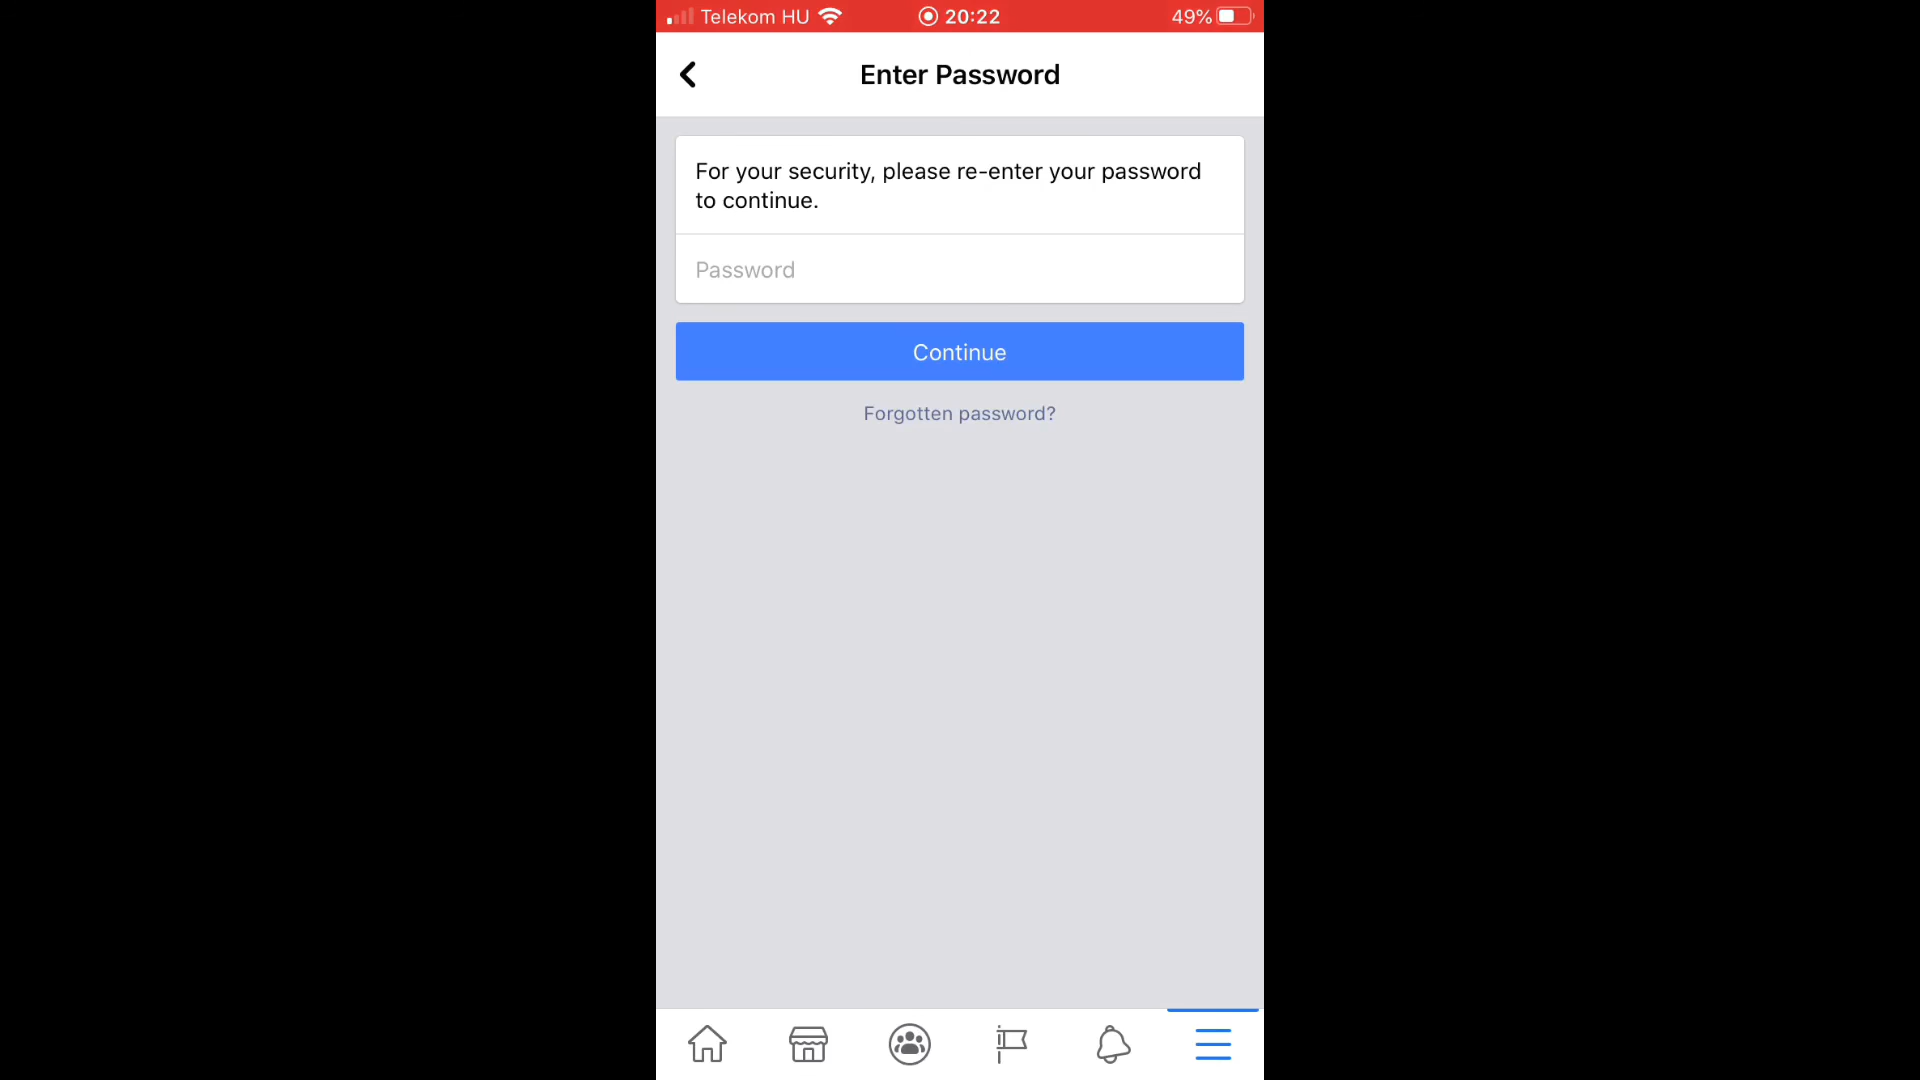 Telekom HU 20:22 49%
Enter Password
For your security, please re-enter your password
to continue.
Password
Continue
Forgotten password?